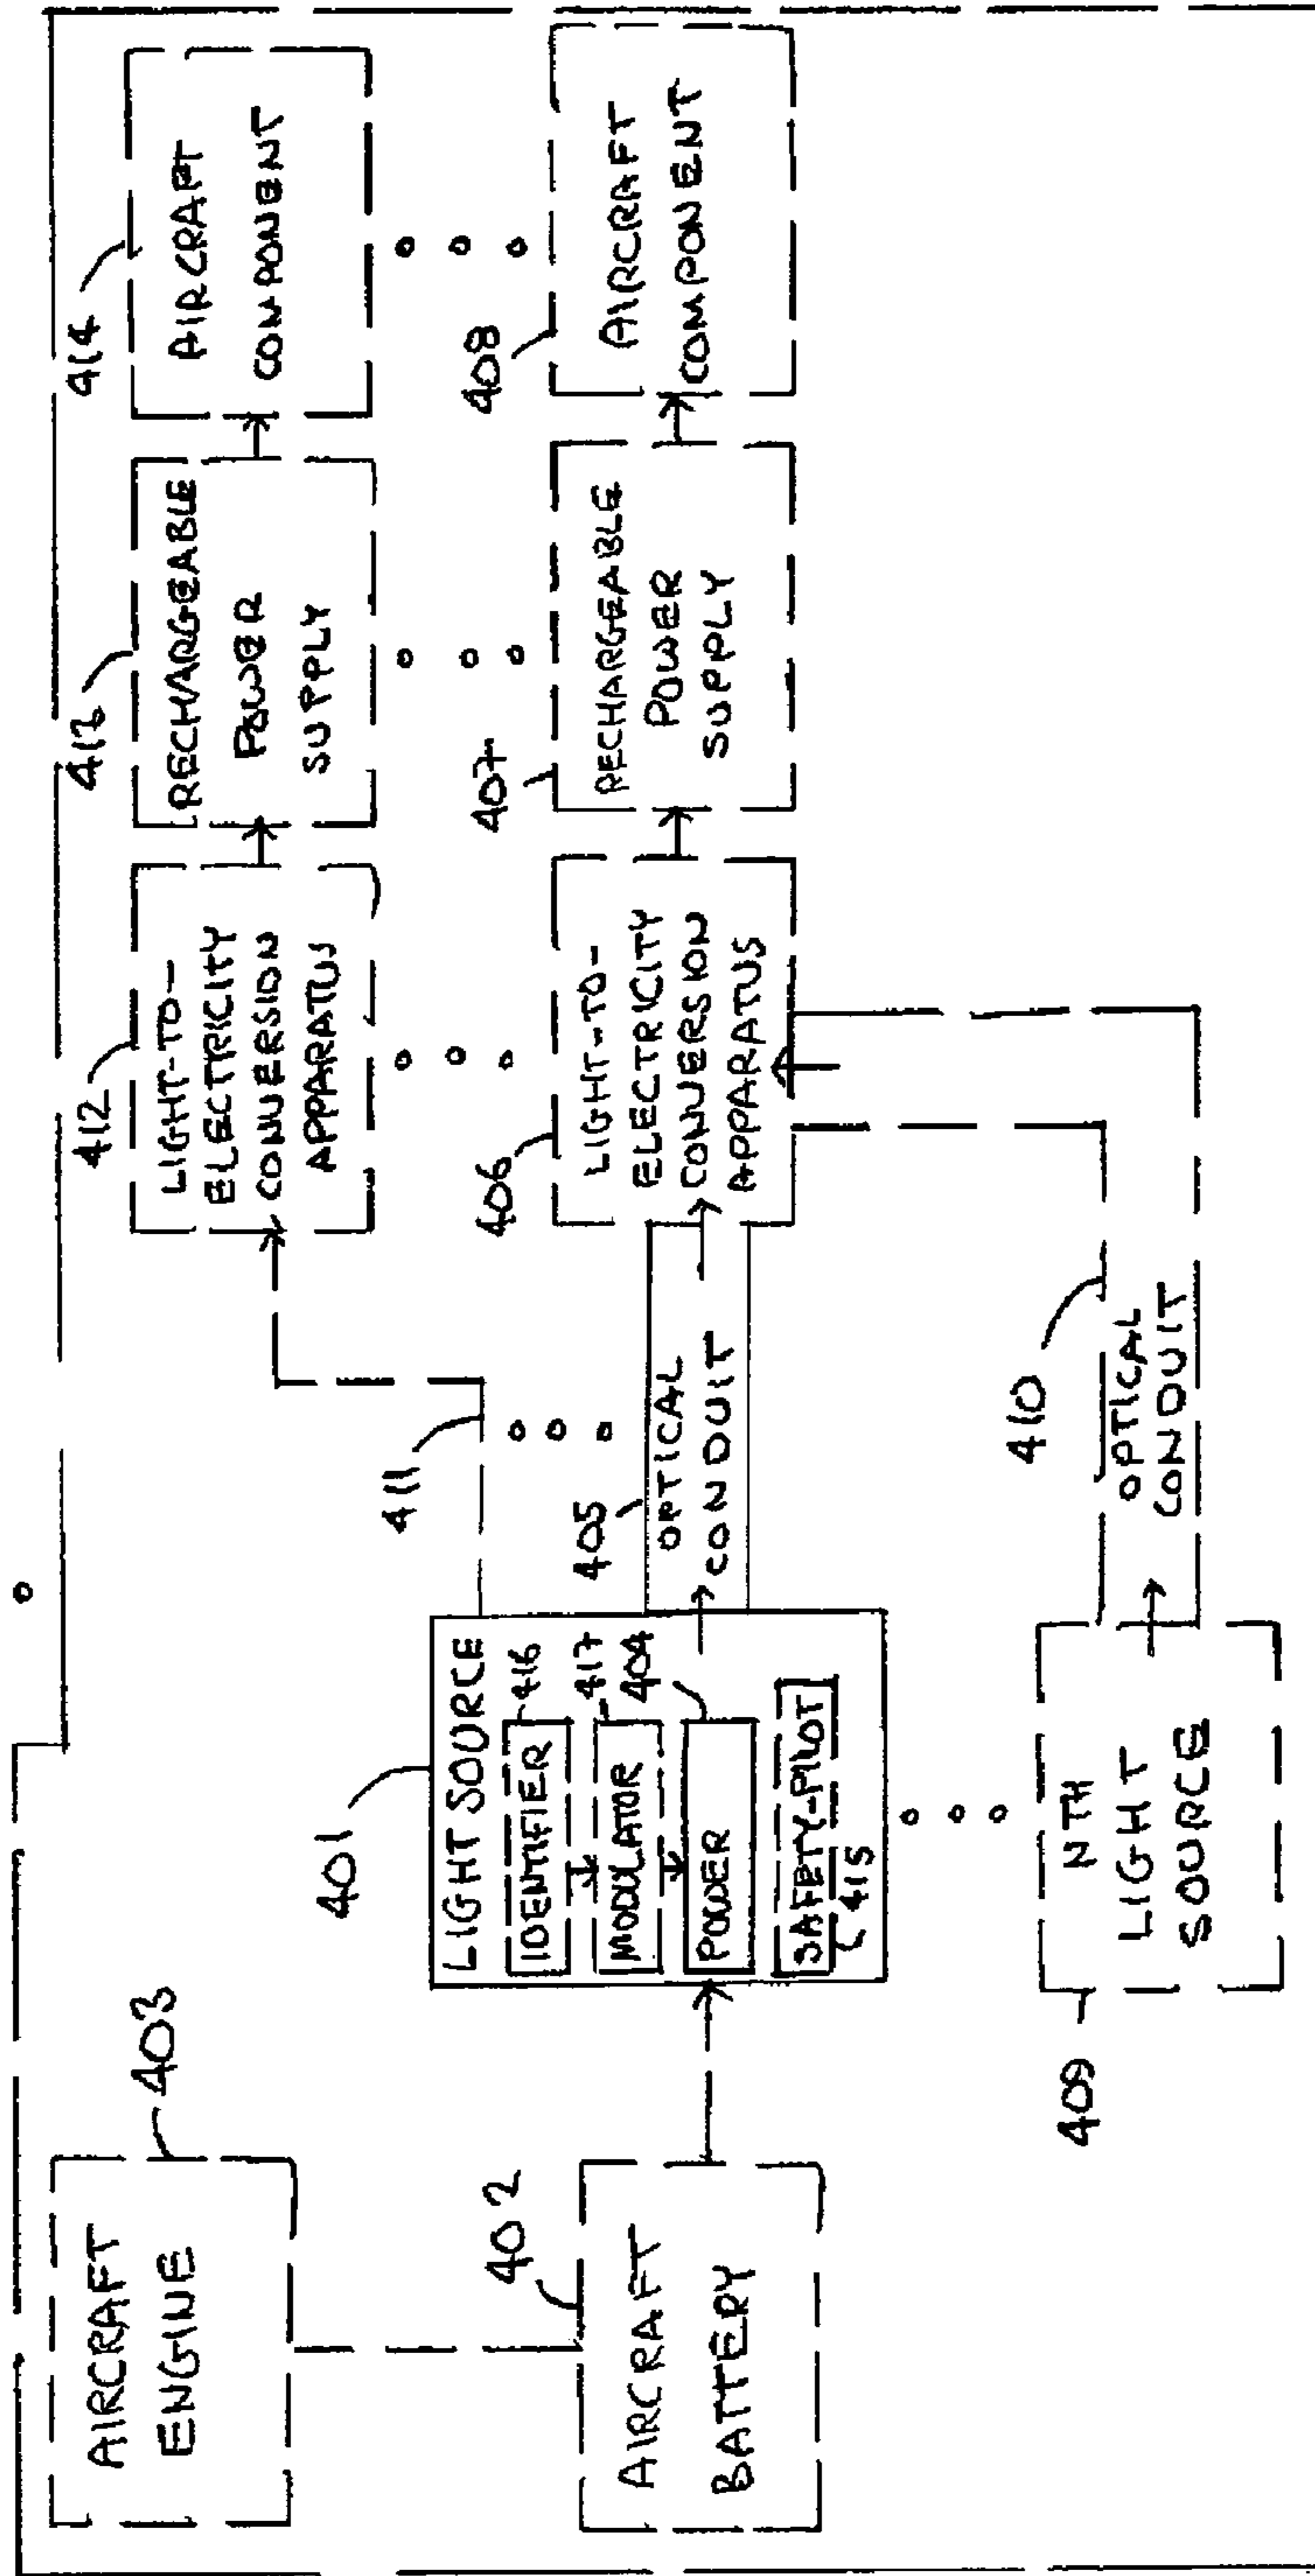 AIRCRAFT
ENGINE
403
AIRCRAFT
BATTERY
402
401
LIGHT SOURCE
IDENTIFIER
416
MODULATOR
417
POWER
404
SAFETY-PILOT
415
NTH
LIGHT
SOURCE
409
411
405
OPTICAL
CONDUIT
410
OPTICAL
CONDUIT
412
LIGHT-TO-
ELECTRICITY
CONVERSION
APPARATUS
406
LIGHT-TO-
ELECTRICITY
CONVERSION
APPARATUS
413
RECHARGEABLE
POWER
SUPPLY
407
RECHARGEABLE
POWER
SUPPLY
414
AIRCRAFT
COMPONENT
408
AIRCRAFT
COMPONENT